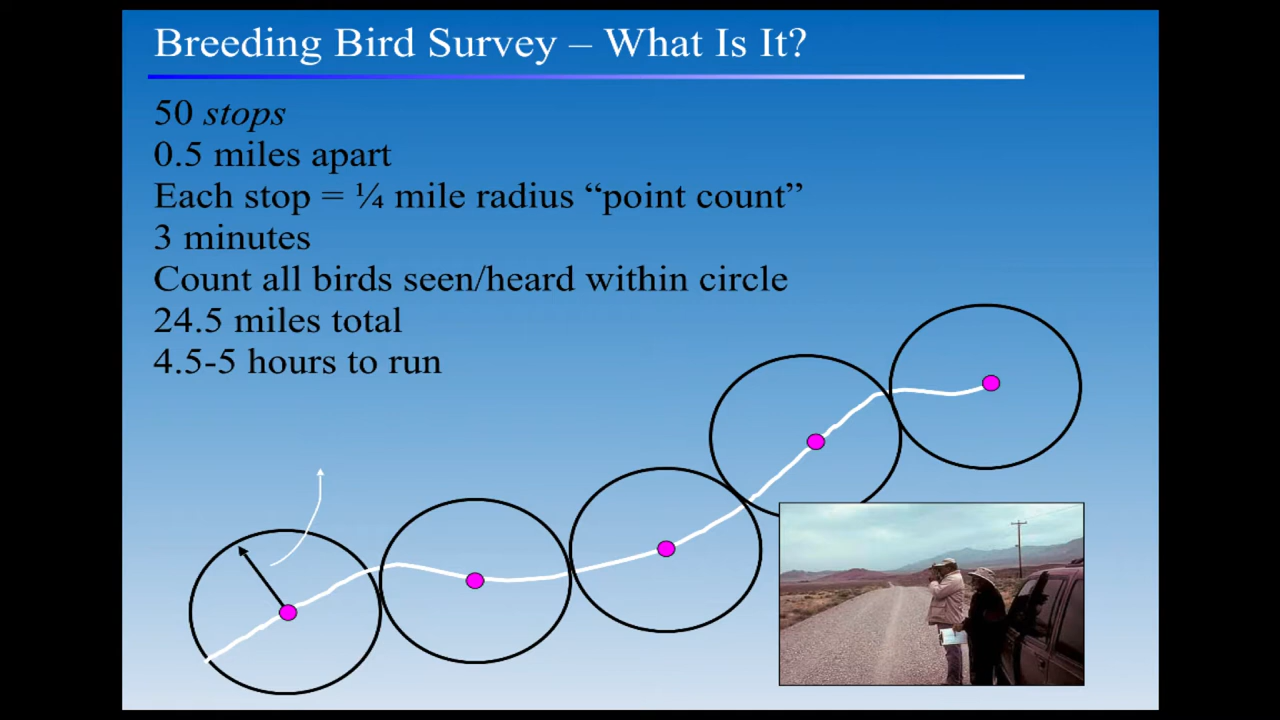 Breeding Bird Survey – What Is It?
50 stops
0.5 miles apart
Each stop = ¼ mile radius “point count”
3 minutes
Count all birds seen/heard within circle
24.5 miles total
4.5-5 hours to run